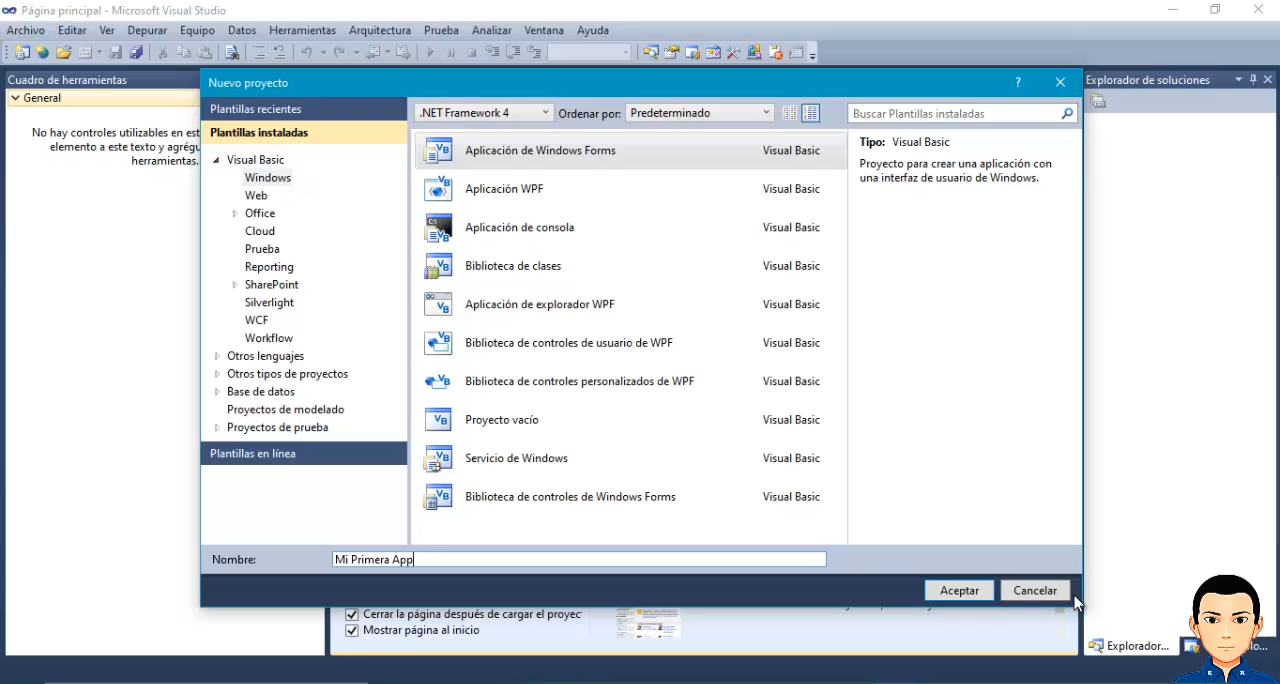 Página principal - Microsoft Visual Studio
Archivo Editar Ver Depurar Equipo Datos Herramientas Arquitectura Prueba Analizar Ventana Ayuda
Cuadro de herramientas
General
No hay controles utilizables en est
elemento a este texto y agrégu
herramientas.
Nuevo proyecto
?
Plantillas recientes
Plantillas instaladas
Visual Basic
Windows
Web
Office
Cloud
Prueba
Reporting
SharePoint
Silverlight
WCF
Workflow
Otros lenguajes
Otros tipos de proyectos
Base de datos
Proyectos de modelado
Proyectos de prueba
Plantillas en línea
.NET Framework 4 Ordenar por: Predeterminado
Buscar Plantillas instaladas
Aplicación de Windows Forms Visual Basic
Aplicación WPF Visual Basic
Aplicación de consola Visual Basic
Biblioteca de clases Visual Basic
Aplicación de explorador WPF Visual Basic
Biblioteca de controles de usuario de WPF Visual Basic
Biblioteca de controles personalizados de WPF Visual Basic
Proyecto vacío Visual Basic
Servicio de Windows Visual Basic
Biblioteca de controles de Windows Forms Visual Basic
Tipo: Visual Basic
Proyecto para crear una aplicación con
una interfaz de usuario de Windows.
Nombre: Mi Primera App
Aceptar Cancelar
Cerrar la página después de cargar el proyec
Mostrar página al inicio
Explorador de soluciones
Explorador...